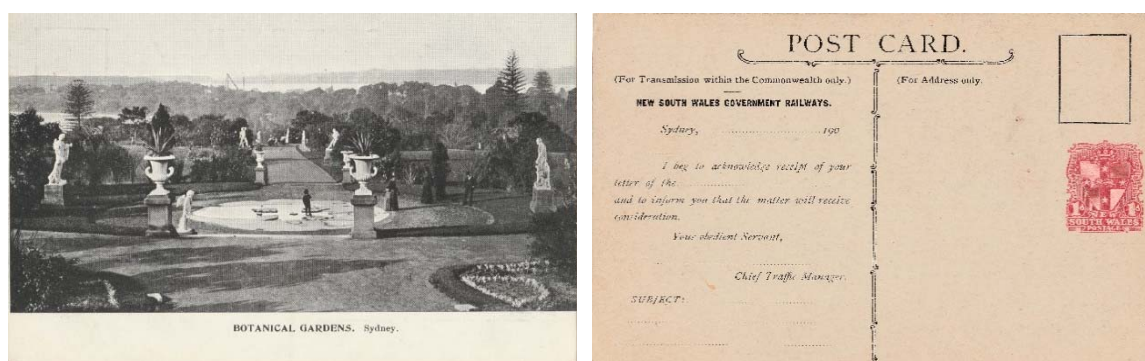 BOTANICAL GARDENS. Sydney.
POST CARD.
(For Transmission within the Commonwealth only.)
NEW SOUTH WALES GOVERNMENT RAILWAYS.
Sydney, 190
I beg to acknowledge receipt of your
letter of the
and to inform you that the matter will receive
consideration.
Your obedient Servant,
Chief Traffic Manager.
SUBJECT:
(For Address only.
1 NEW 1
SOUTH WALES
POSTAGE